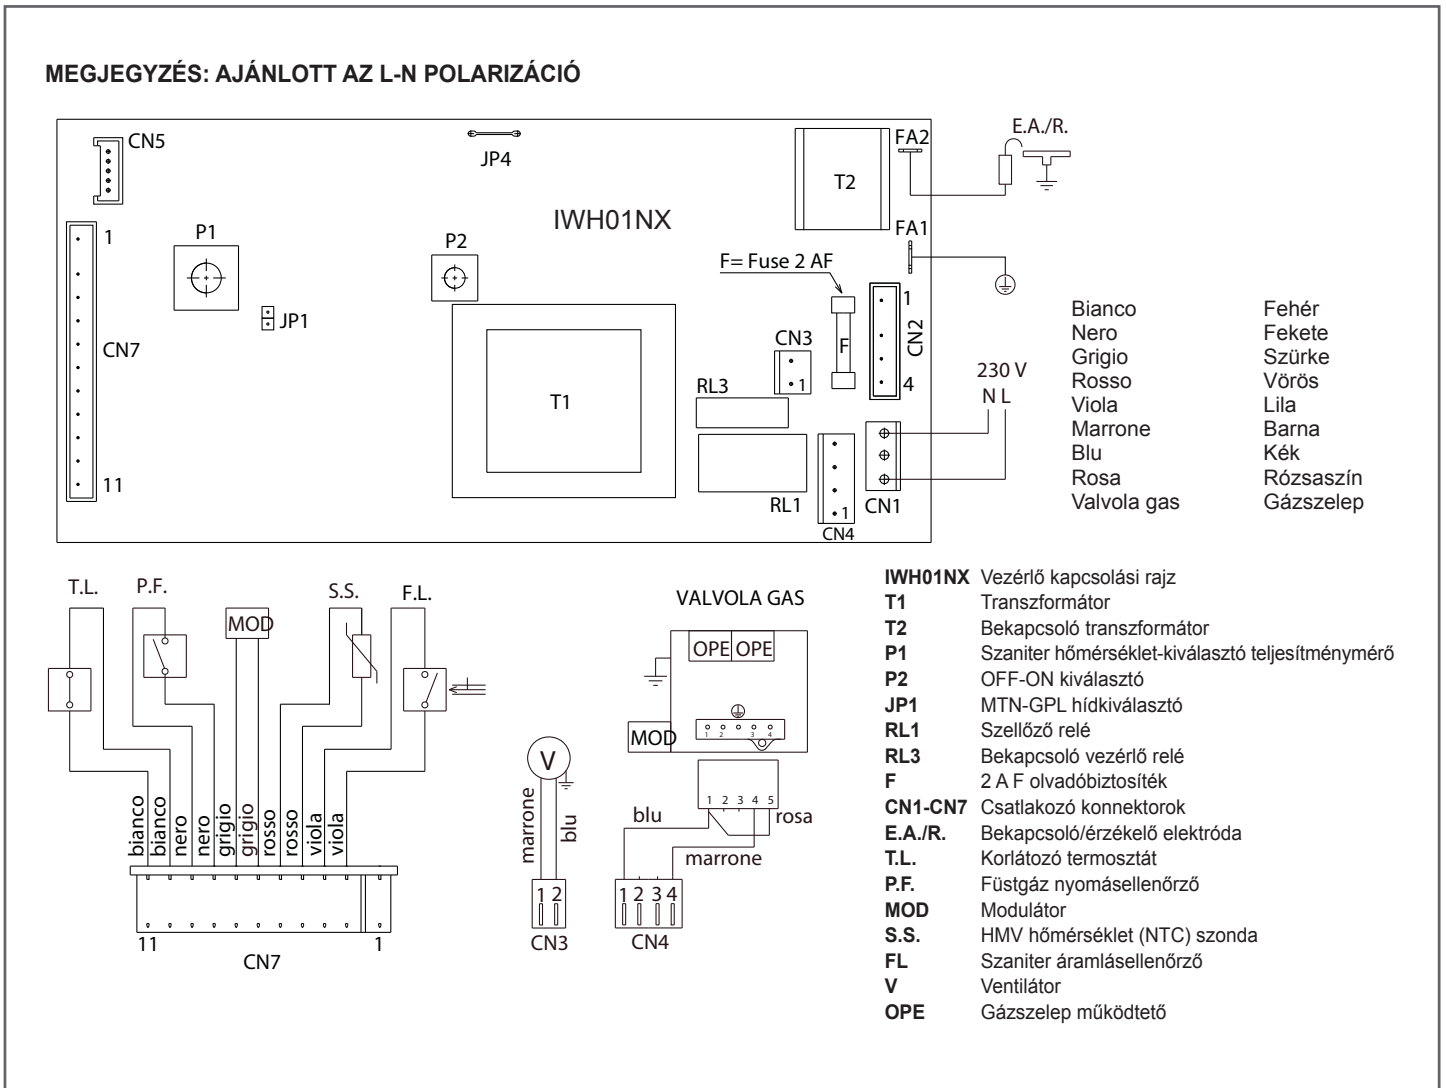 MEGJEGYZÉS: AJÁNLOTT AZ L-N POLARIZÁCIÓ
CN5
JP4
T2
FA2
E.A./R.
IWH01NX
1
P1
P2
FA1
F= Fuse 2 AF
JP1
CN7
11
T1
CN3
1
F
1
CN2
4
RL3
RL1
1
CN4
CN1
230 V
N L
Bianco Fehér
Nero Fekete
Grigio Szürke
Rosso Vörös
Viola Lila
Marrone Barna
Blu Kék
Rosa Rózsaszín
Valvola gas Gázszelep
T.L.
P.F.
MOD
S.S.
F.L.
bianco
bianco
nero
nero
grigio
grigio
rosso
rosso
viola
viola
11
1
CN7
V
marrone
blu
1 2
CN3
VALVOLA GAS
OPE OPE
MOD
1 2 3 4
1 2 3 4 5
blu
rosa
marrone
1 2 3 4
CN4
IWH01NX Vezérlő kapcsolási rajz
T1 Transzformátor
T2 Bekapcsoló transzformátor
P1 Szaniter hőmérséklet-kiválasztó teljesítménymérő
P2 OFF-ON kiválasztó
JP1 MTN-GPL hídkiválasztó
RL1 Szellőző relé
RL3 Bekapcsoló vezérlő relé
F 2 A F olvadóbiztosíték
CN1-CN7 Csatlakozó konnektorok
E.A./R. Bekapcsoló/érzékelő elektróda
T.L. Korlátozó termosztát
P.F. Füstgáz nyomásellenőrző
MOD Modulátor
S.S. HMV hőmérséklet (NTC) szonda
FL Szaniter áramlásellenőrző
V Ventilátor
OPE Gázszelep működtető